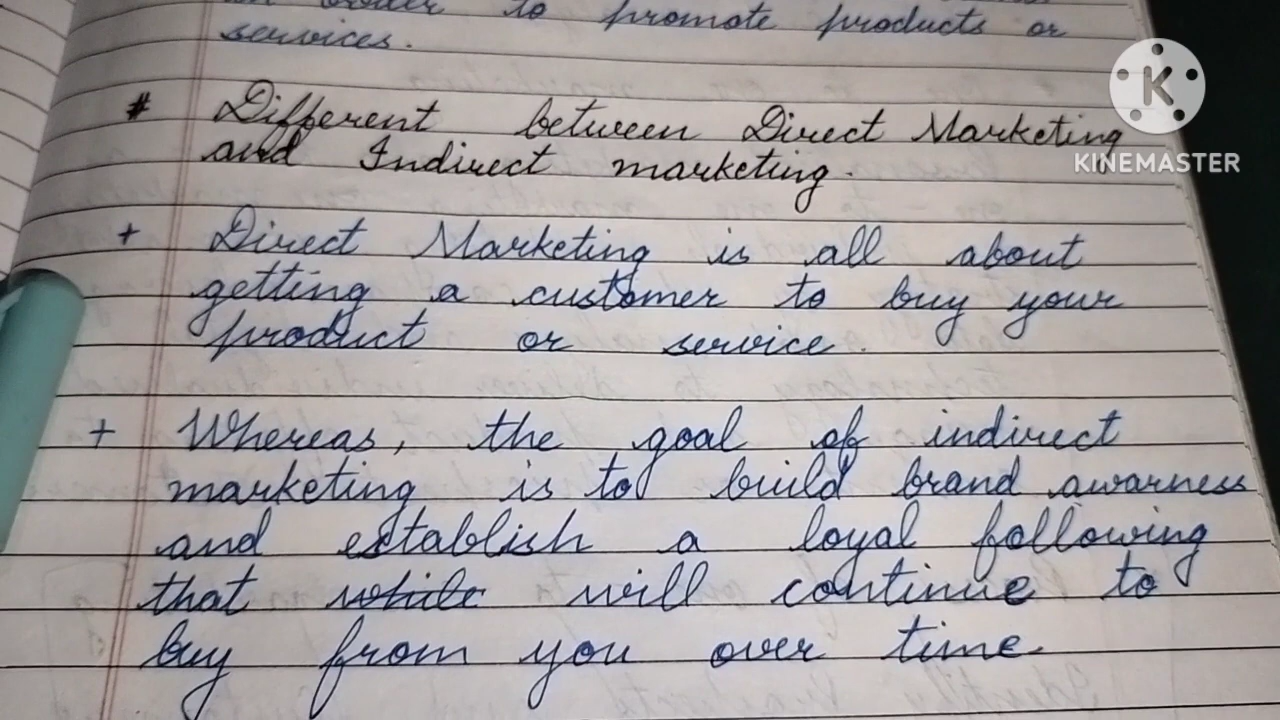 in order to promote products or
services.
# Different between Direct Marketing
and Indirect marketing.
+ Direct Marketing is all about
getting a customer to buy your
product or service.
+ Whereas, the goal of indirect
marketing is to build brand awarness
and establish a loyal following
that while will continue to
buy from you over time
K
KINEMASTER